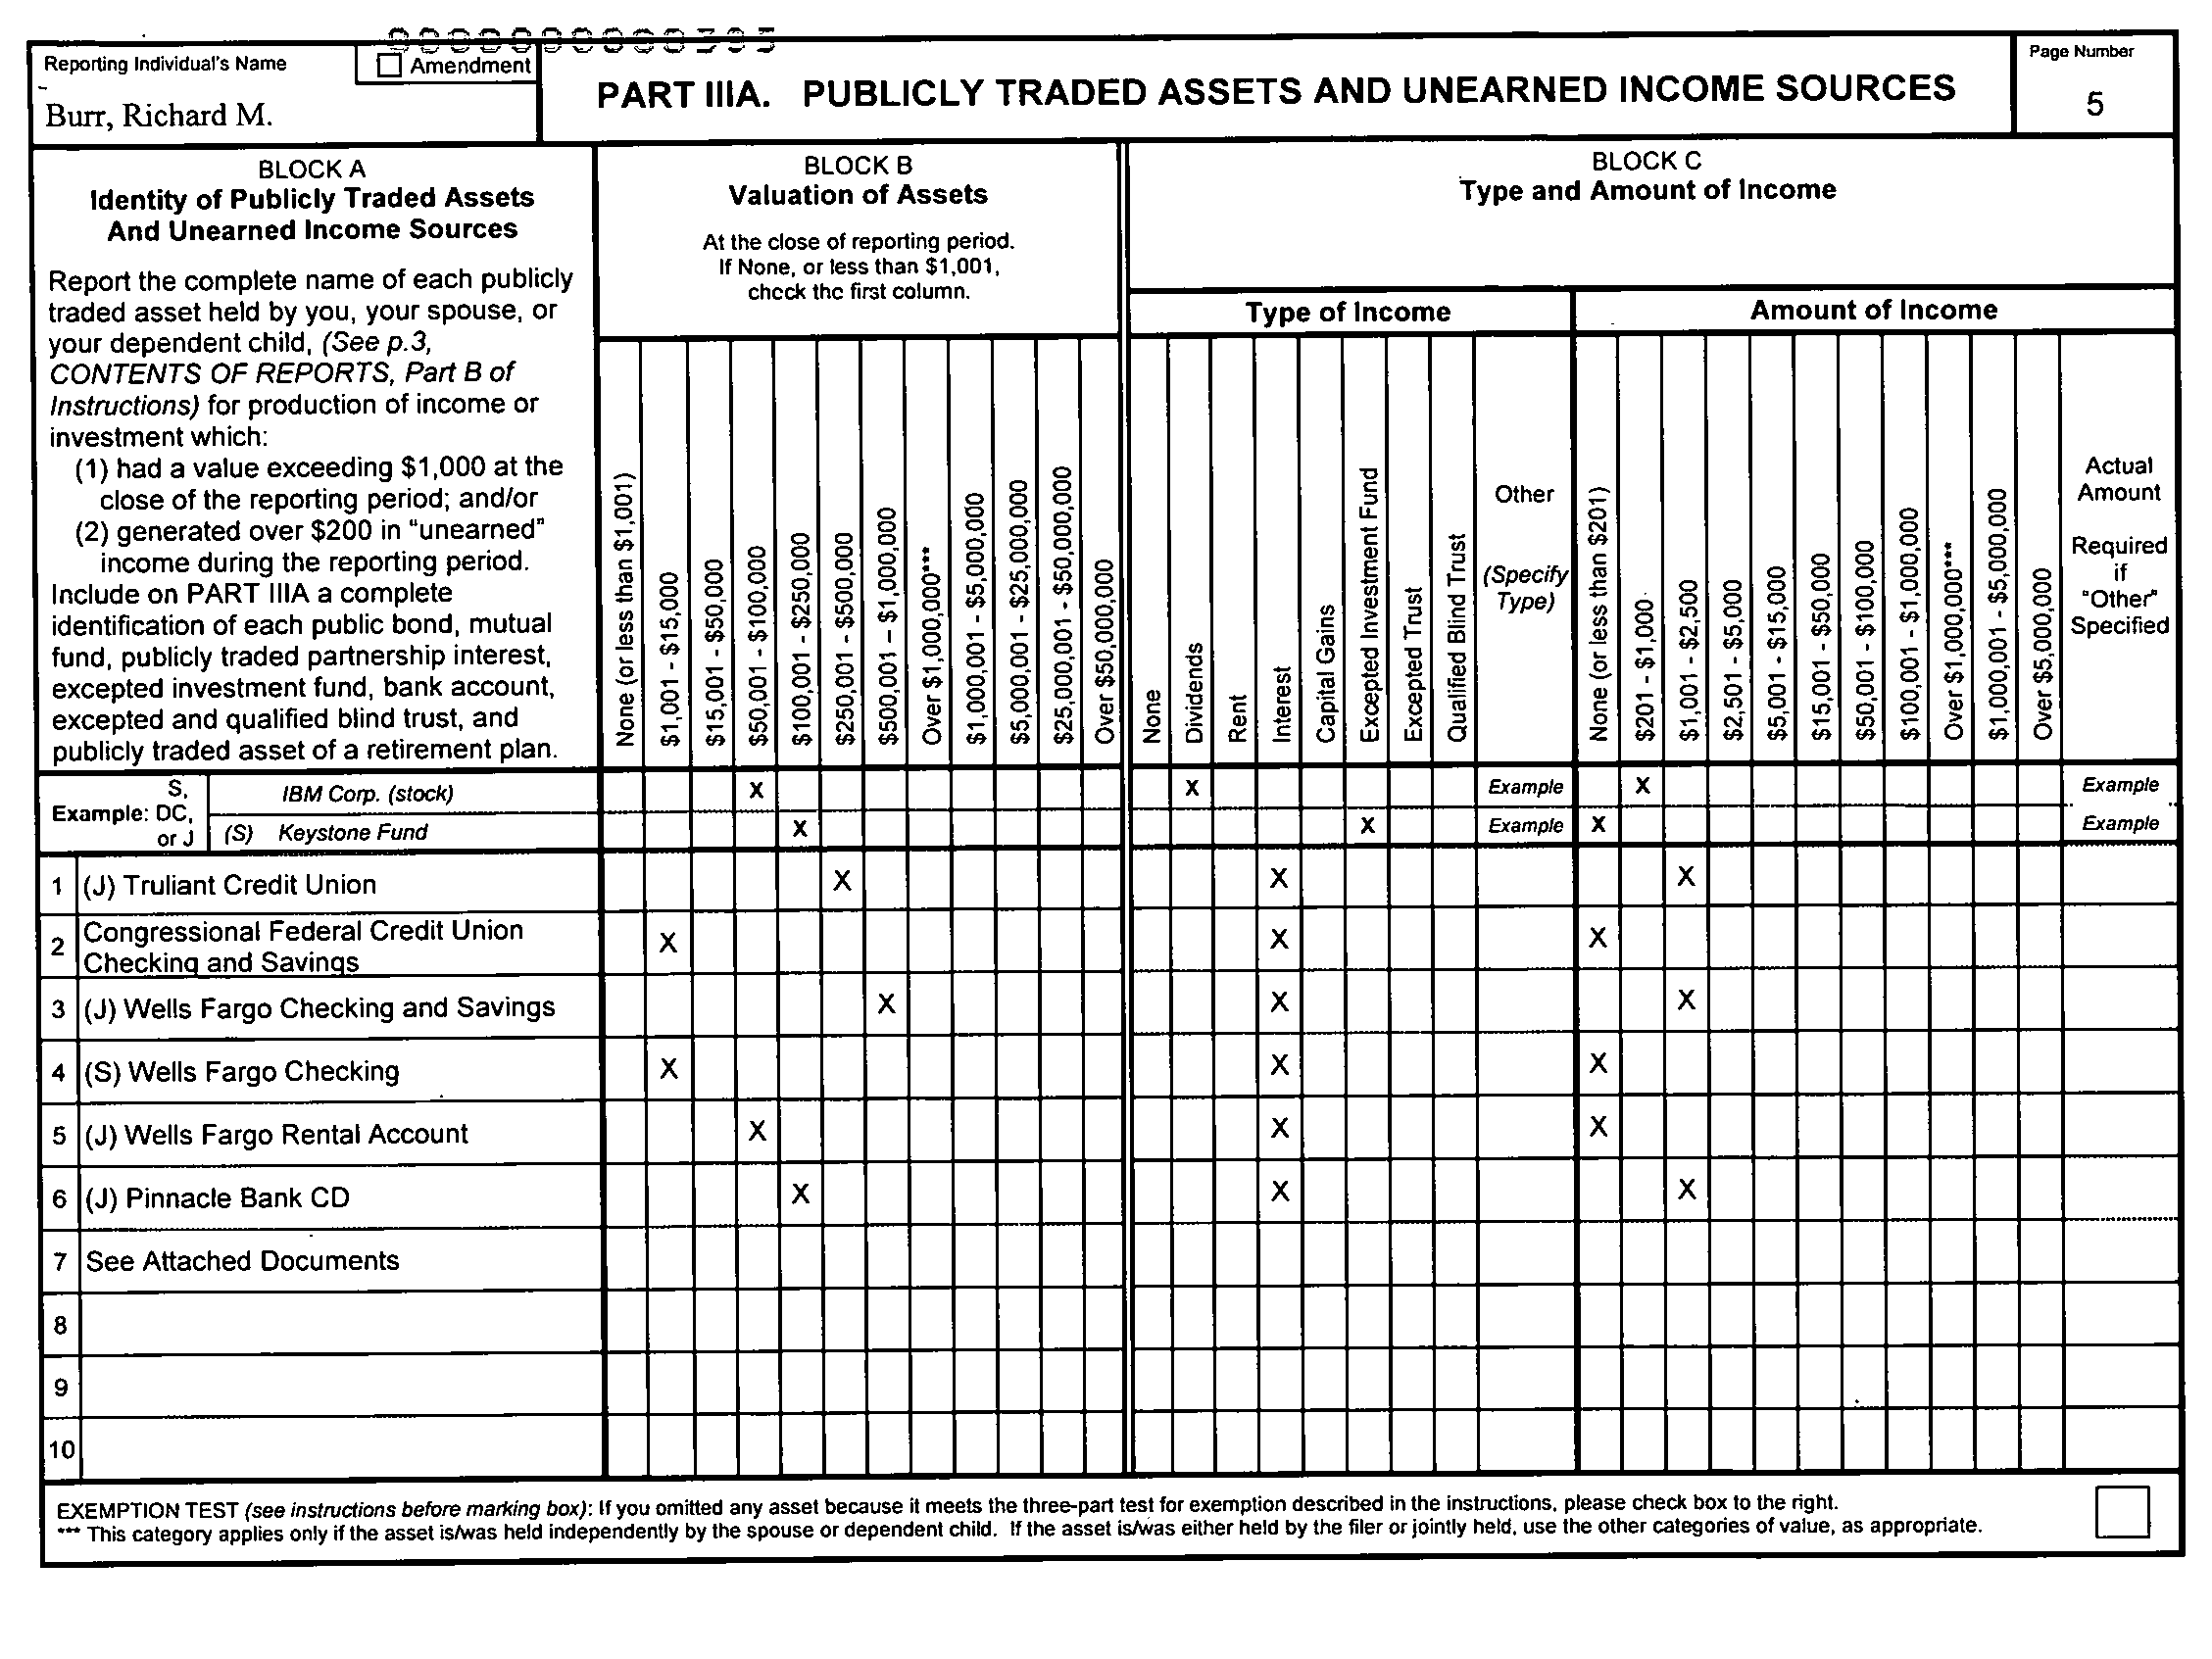 Reporting Individual's Name
☐ Amendment
Burr, Richard M.
PART IIIA. PUBLICLY TRADED ASSETS AND UNEARNED INCOME SOURCES
Page Number
5
BLOCK A
Identity of Publicly Traded Assets
And Unearned Income Sources
Report the complete name of each publicly
traded asset held by you, your spouse, or
your dependent child, (See p.3,
CONTENTS OF REPORTS, Part B of
Instructions) for production of income or
investment which:
(1) had a value exceeding $1,000 at the
close of the reporting period; and/or
(2) generated over $200 in "unearned"
income during the reporting period.
Include on PART IIIA a complete
identification of each public bond, mutual
fund, publicly traded partnership interest,
excepted investment fund, bank account,
excepted and qualified blind trust, and
publicly traded asset of a retirement plan.
BLOCK B
Valuation of Assets
At the close of reporting period.
If None, or less than $1,001,
check the first column.
None (or less than $1,001)
$1,001 - $15,000
$15,001 - $50,000
$50,001 - $100,000
$100,001 - $250,000
$250,001 - $500,000
$500,001 – $1,000,000
Over $1,000,000***
$1,000,001 - $5,000,000
$5,000,001 - $25,000,000
$25,000,001 - $50,000,000
Over $50,000,000
BLOCK C
Type and Amount of Income
Type of Income
None
Dividends
Rent
Interest
Capital Gains
Excepted Investment Fund
Excepted Trust
Qualified Blind Trust
Other
(Specify
Type)
Amount of Income
None (or less than $201)
$201 - $1,000
$1,001 - $2,500
$2,501 - $5,000
$5,001 - $15,000
$15,001 - $50,000
$50,001 - $100,000
$100,001 - $1,000,000
Over $1,000,000***
$1,000,001 - $5,000,000
Over $5,000,000
Actual
Amount
Required
if
"Other"
Specified
Example: S, DC, or J
IBM Corp. (stock) X X Example X Example
(S) Keystone Fund X X Example X Example
1 (J) Truliant Credit Union X X X
2 Congressional Federal Credit Union
Checking and Savings X X X
3 (J) Wells Fargo Checking and Savings X X X
4 (S) Wells Fargo Checking X X X
5 (J) Wells Fargo Rental Account X X X
6 (J) Pinnacle Bank CD X X X
7 See Attached Documents
8
9
10
EXEMPTION TEST (see instructions before marking box): If you omitted any asset because it meets the three-part test for exemption described in the instructions, please check box to the right.
*** This category applies only if the asset is/was held independently by the spouse or dependent child. If the asset is/was either held by the filer or jointly held, use the other categories of value, as appropriate.